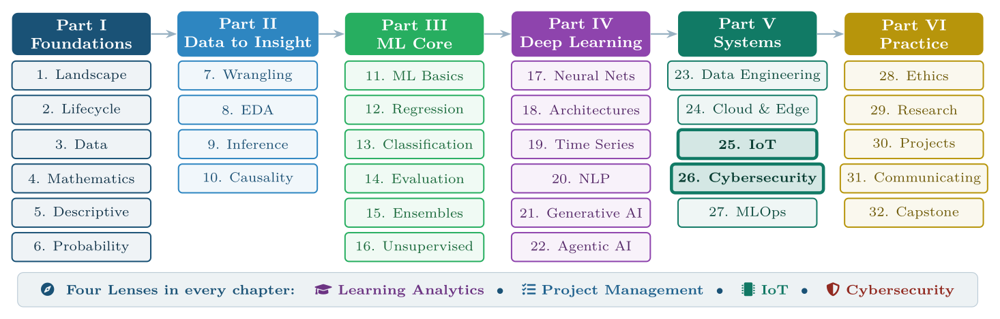 Part I
Foundations
1. Landscape
2. Lifecycle
3. Data
4. Mathematics
5. Descriptive
6. Probability
Part II
Data to Insight
7. Wrangling
8. EDA
9. Inference
10. Causality
Part III
ML Core
11. ML Basics
12. Regression
13. Classification
14. Evaluation
15. Ensembles
16. Unsupervised
Part IV
Deep Learning
17. Neural Nets
18. Architectures
19. Time Series
20. NLP
21. Generative AI
22. Agentic AI
Part V
Systems
23. Data Engineering
24. Cloud & Edge
25. IoT
26. Cybersecurity
27. MLOps
Part VI
Practice
28. Ethics
29. Research
30. Projects
31. Communicating
32. Capstone
Four Lenses in every chapter: Learning Analytics • Project Management • IoT • Cybersecurity